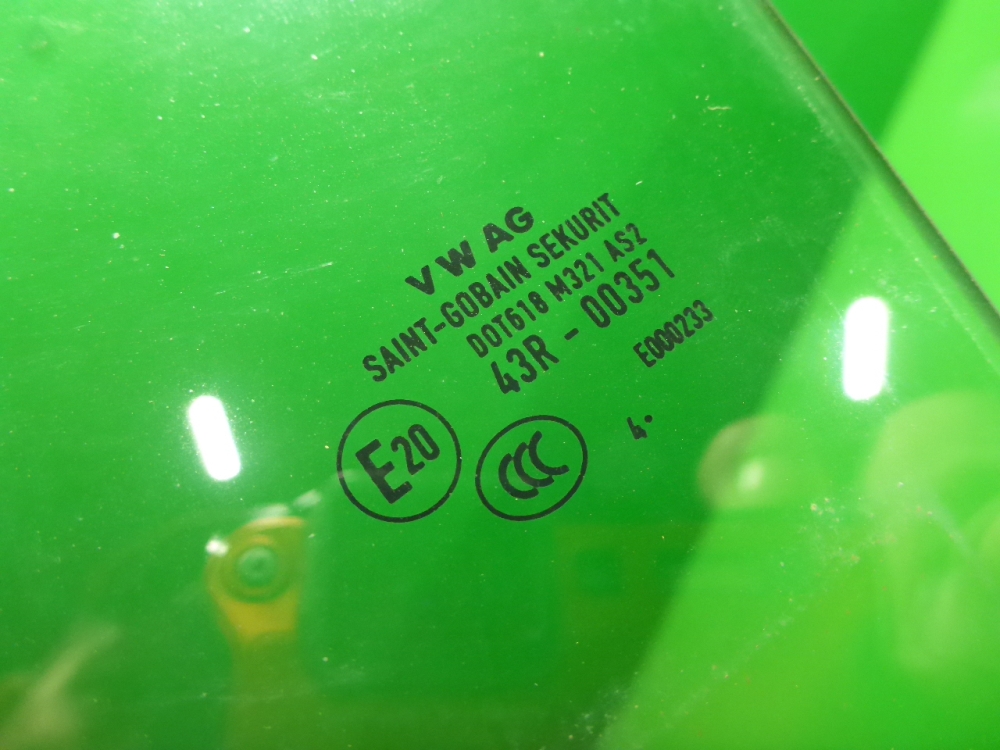 VW AG
SAINT-GOBAIN SEKURIT
DOT618 M321 AS2
43R - 00351
E000233
E20
CCC
4•